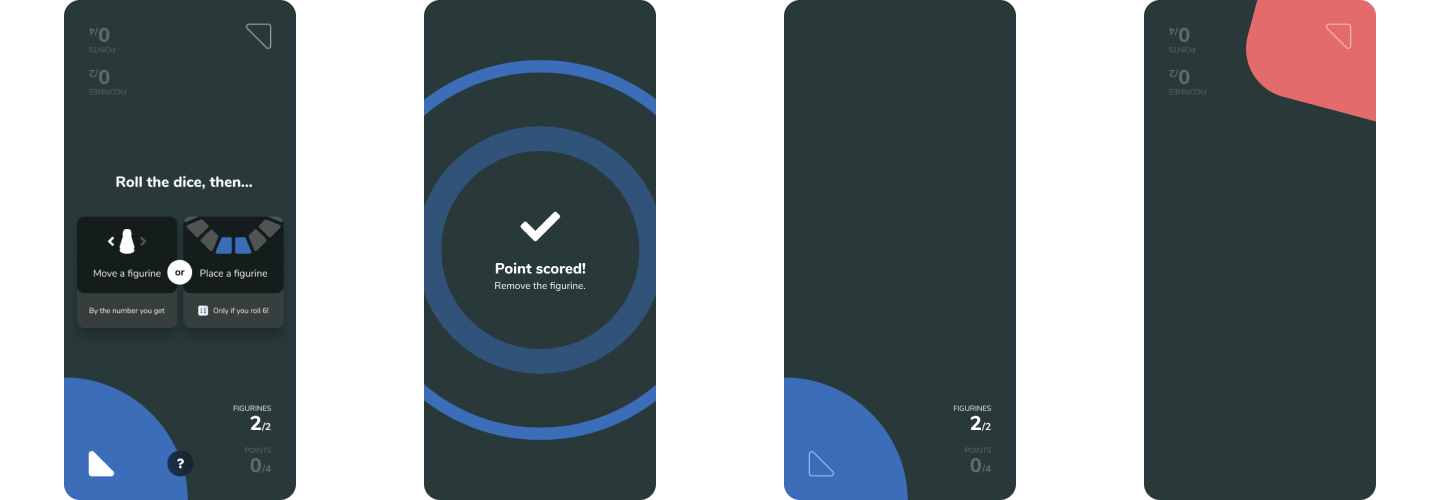 0/4
POINTS
0/2
FIGURINES
Roll the dice, then...
Move a figurine
or
Place a figurine
By the number you get
Only if you roll 6!
FIGURINES
2/2
POINTS
0/4
?
Point scored!
Remove the figurine.
FIGURINES
2/2
POINTS
0/4
0/4
POINTS
0/2
FIGURINES